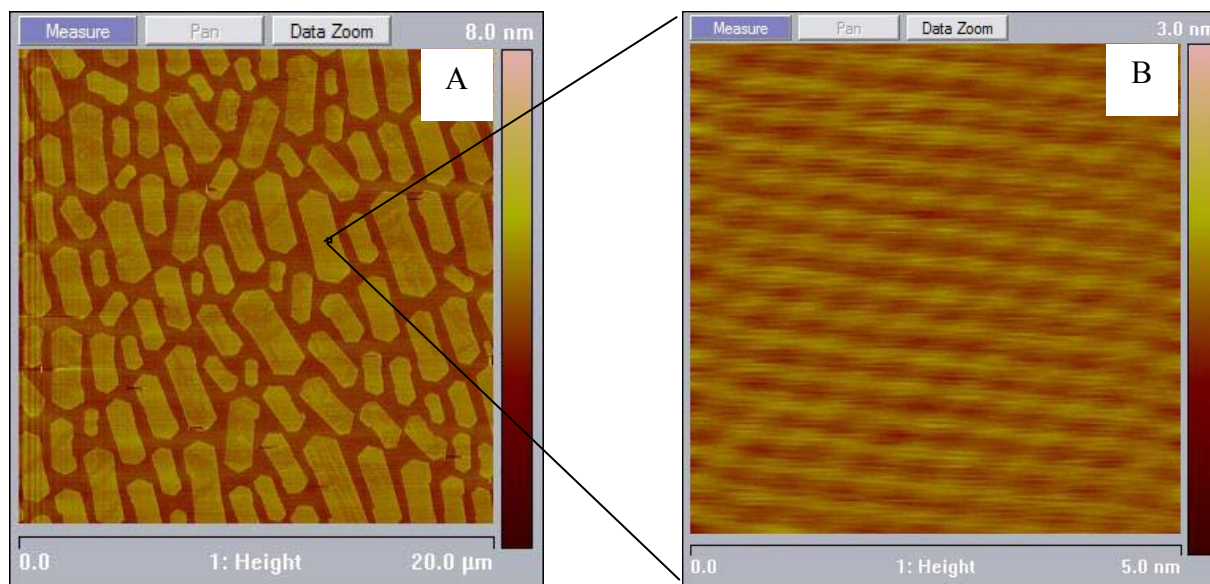 Measure Pan Data Zoom 8.0 nm
A
0.0 1: Height 20.0 µm
Measure Pan Data Zoom 3.0 nm
B
0.0 1: Height 5.0 nm